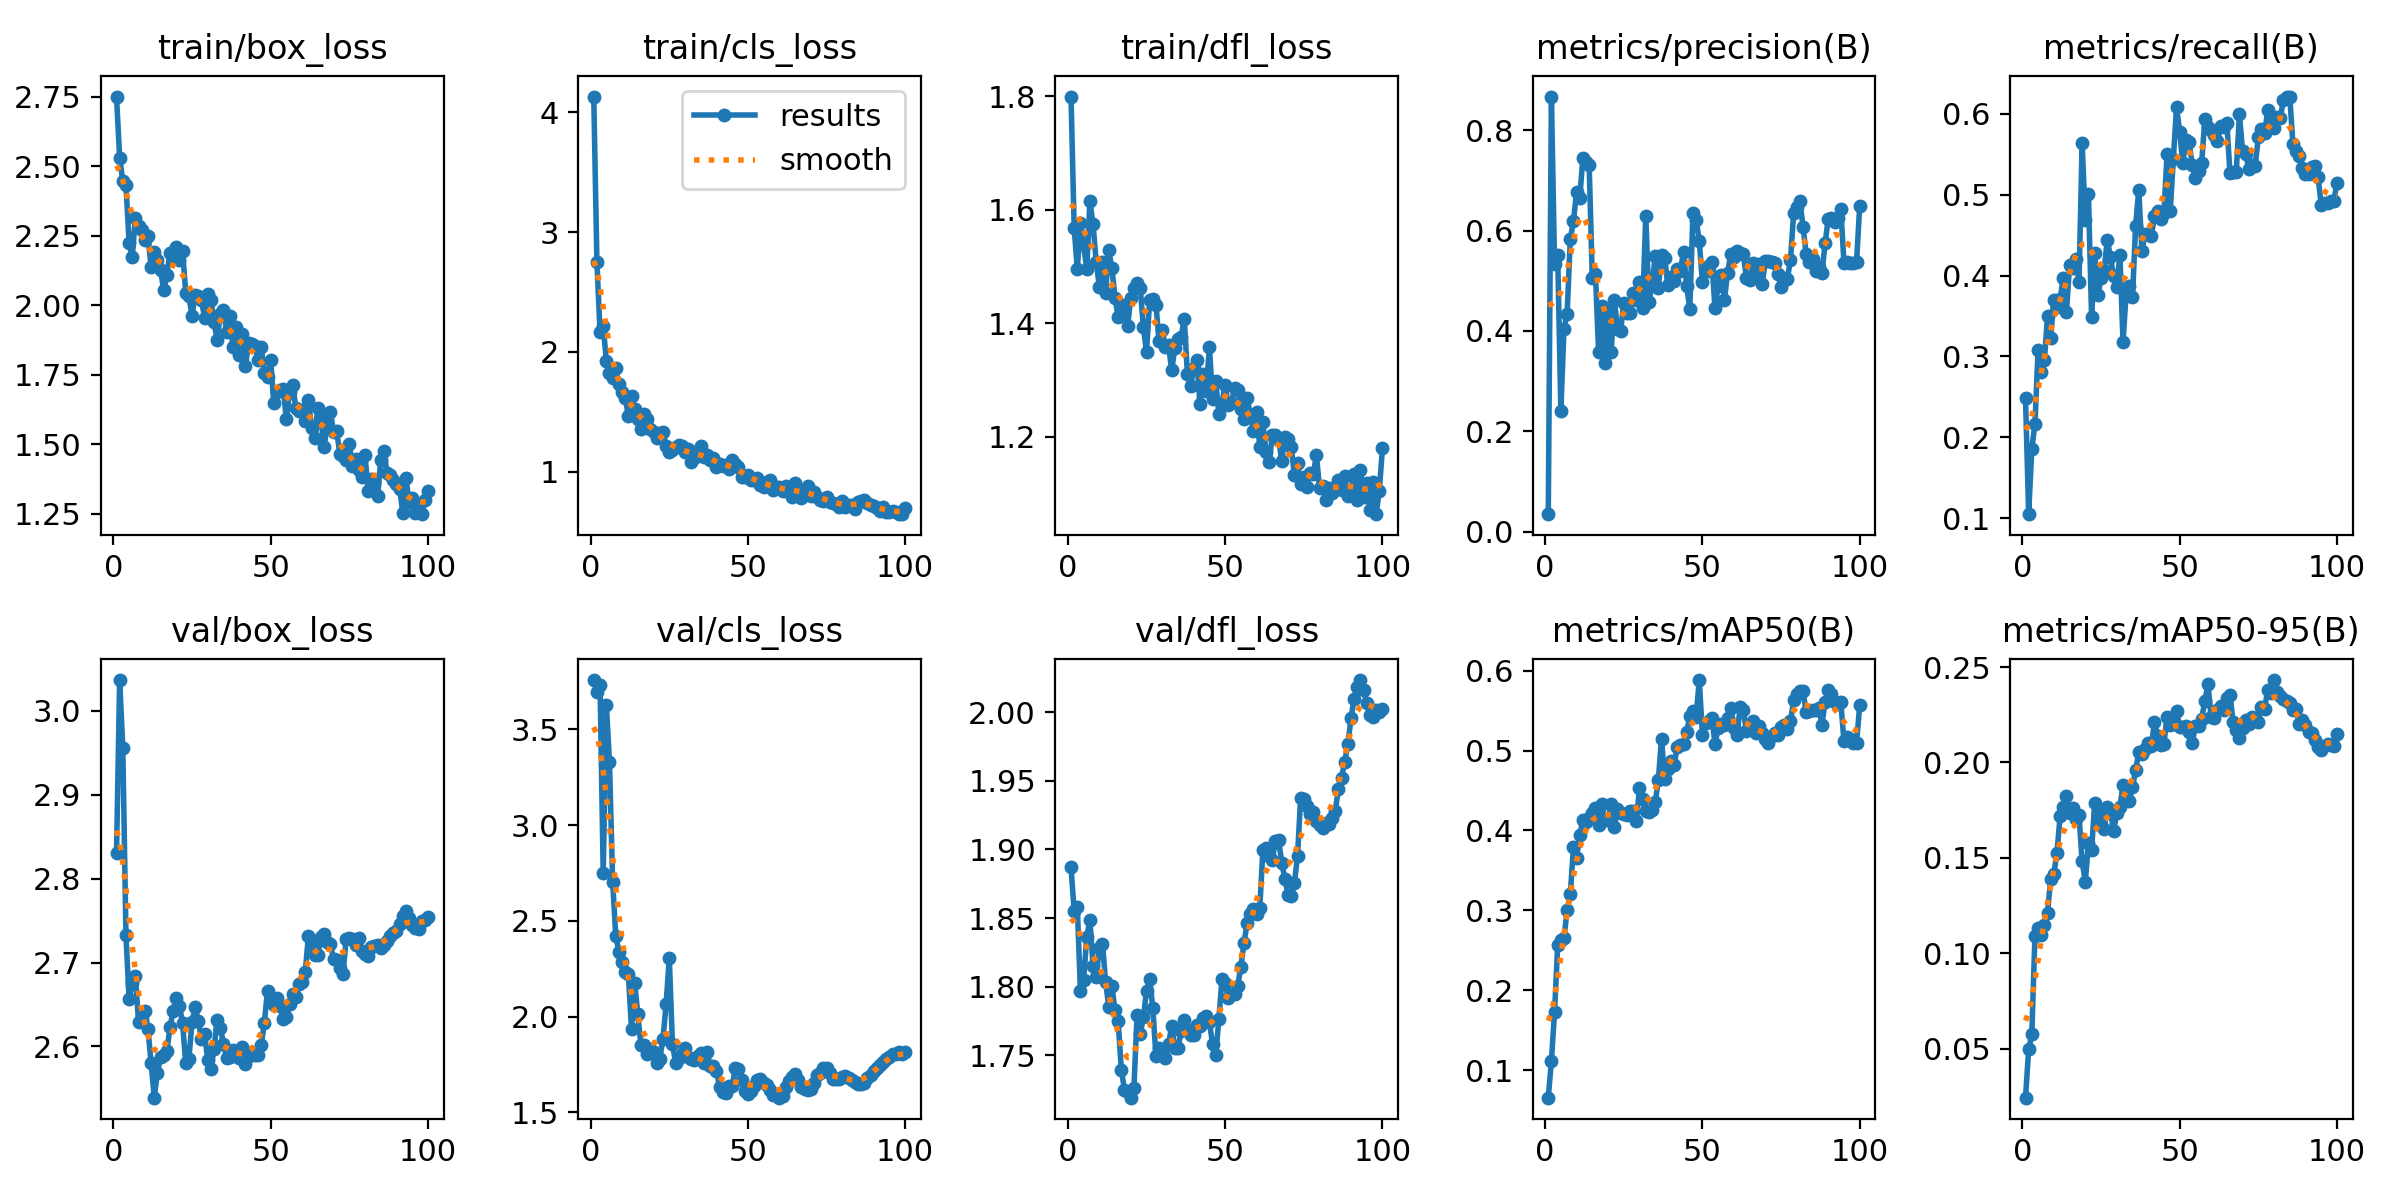 train/box_loss
2.75
2.50
2.25
2.00
1.75
1.50
1.25
0 50 100
train/cls_loss
results
smooth
4
3
2
1
0 50 100
train/dfl_loss
1.8
1.6
1.4
1.2
0 50 100
metrics/precision(B)
0.8
0.6
0.4
0.2
0.0
0 50 100
metrics/recall(B)
0.6
0.5
0.4
0.3
0.2
0.1
0 50 100
val/box_loss
3.0
2.9
2.8
2.7
2.6
0 50 100
val/cls_loss
3.5
3.0
2.5
2.0
1.5
0 50 100
val/dfl_loss
2.00
1.95
1.90
1.85
1.80
1.75
0 50 100
metrics/mAP50(B)
0.6
0.5
0.4
0.3
0.2
0.1
0 50 100
metrics/mAP50-95(B)
0.25
0.20
0.15
0.10
0.05
0 50 100